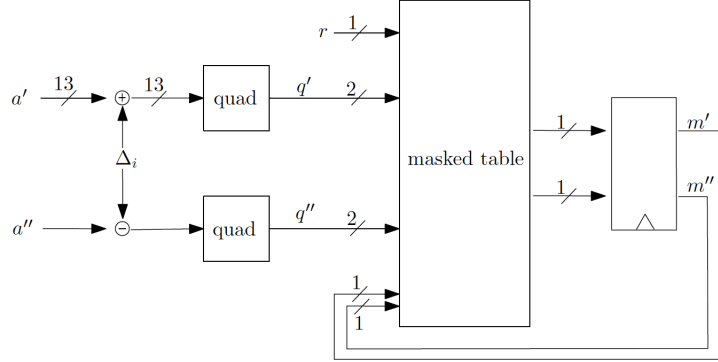 r 1
a′ 13 13 quad q′ 2
1 m′
Δᵢ
masked table
a″ quad q″ 2
1 m″
1
1